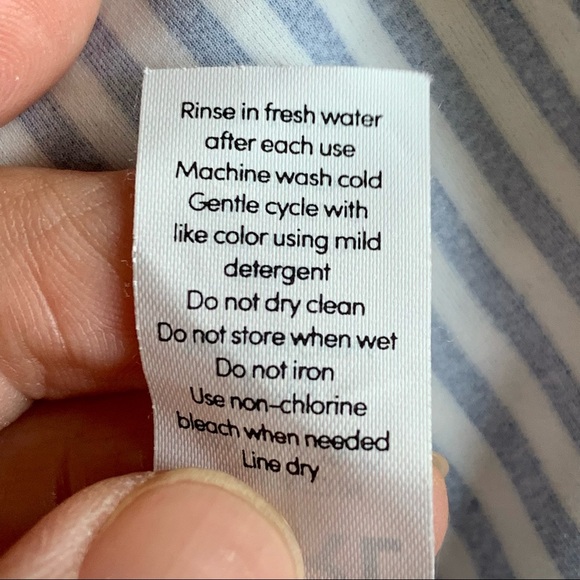 Rinse in fresh water
after each use
Machine wash cold
Gentle cycle with
like color using mild
detergent
Do not dry clean
Do not store when wet
Do not iron
Use non-chlorine
bleach when needed
Line dry